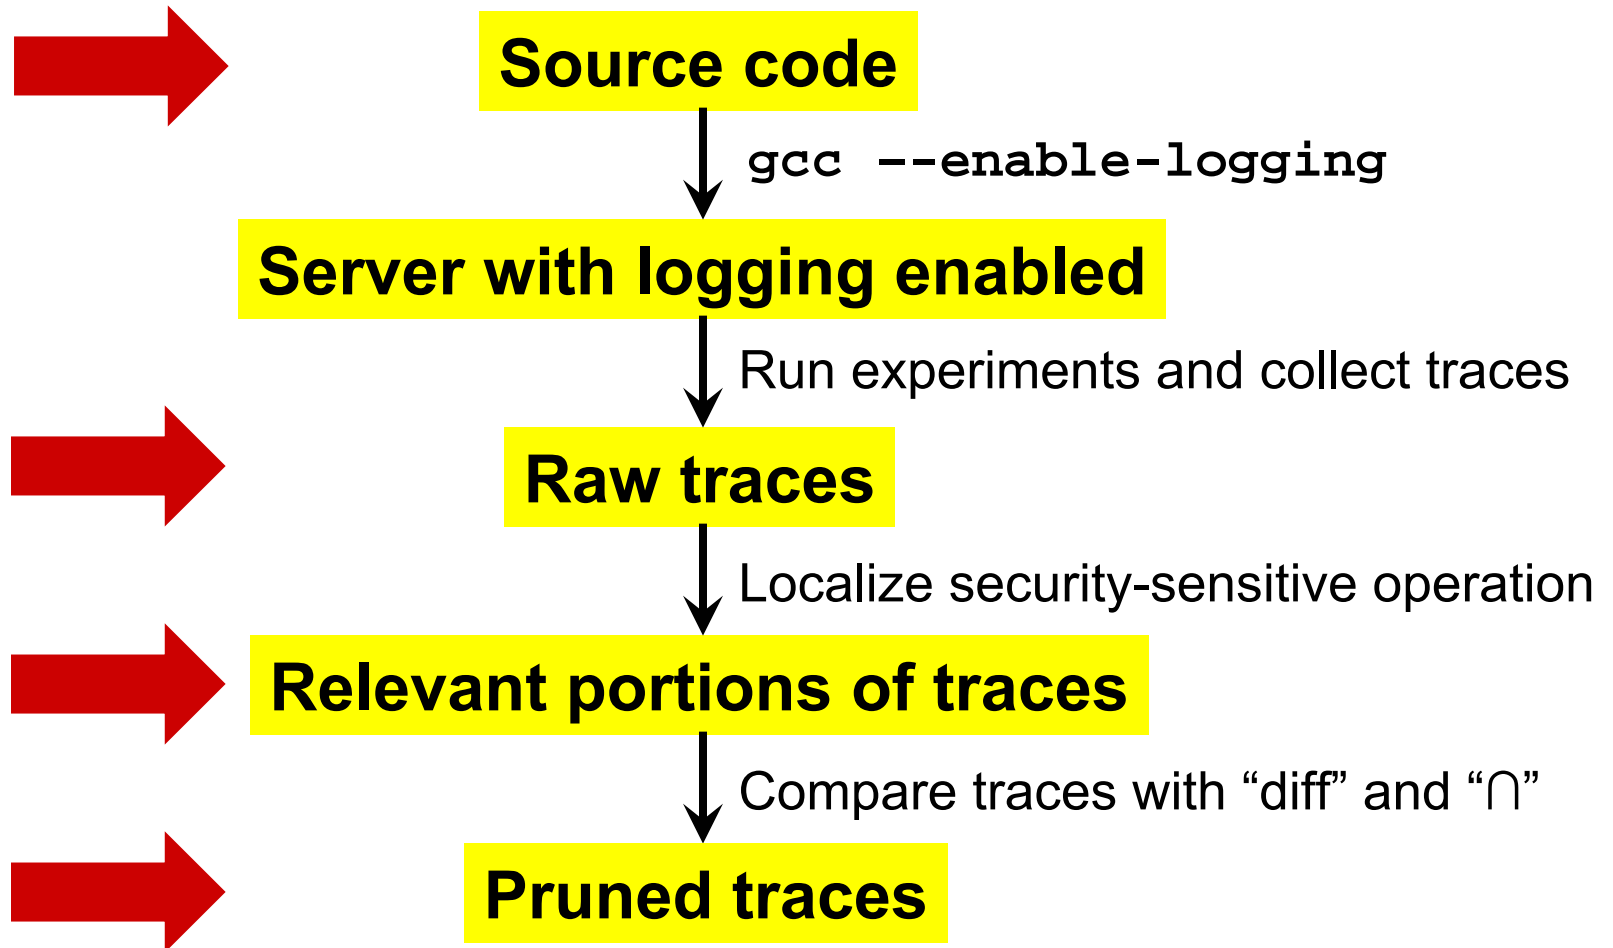 Source code
gcc --enable-logging
Server with logging enabled
Run experiments and collect traces
Raw traces
Localize security-sensitive operation
Relevant portions of traces
Compare traces with “diff” and “∩”
Pruned traces